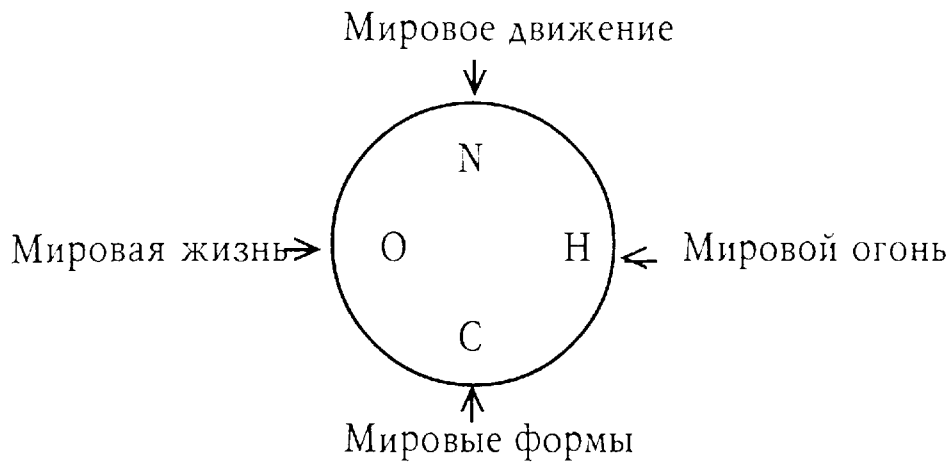 Мировое движение
N
Мировая жизнь О Н Мировой огонь
С
Мировые формы